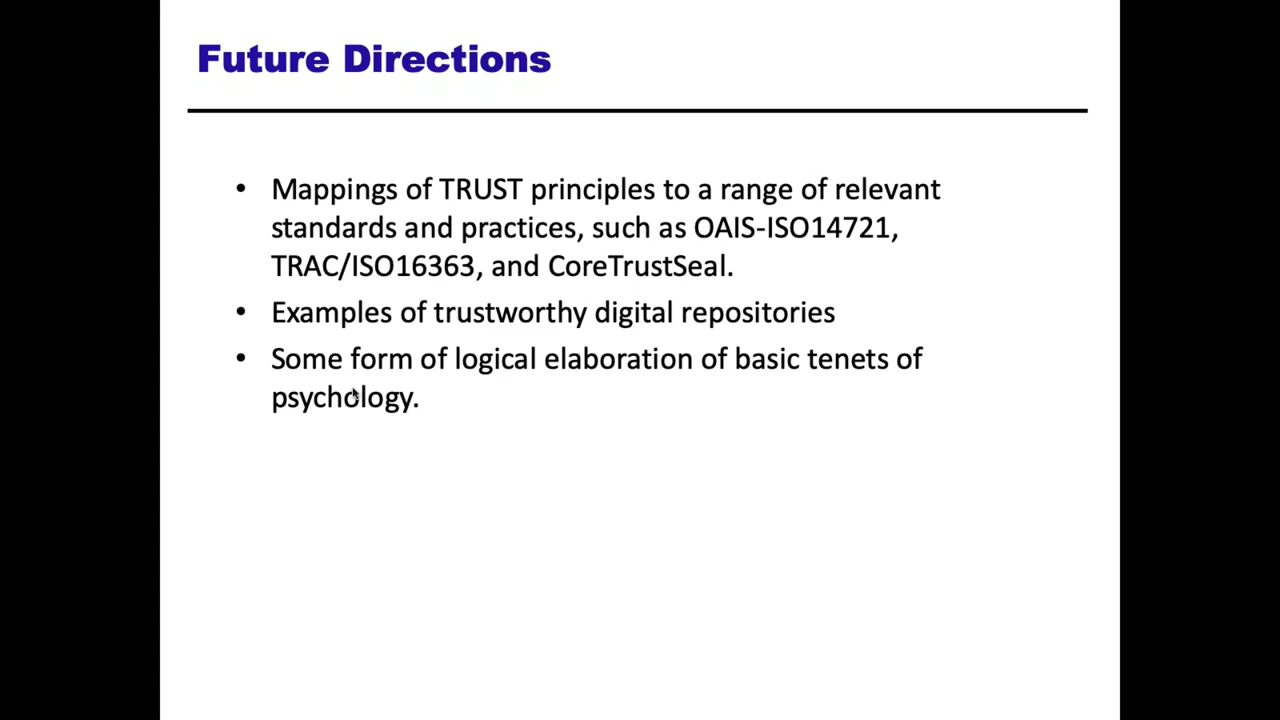 Future Directions
• Mappings of TRUST principles to a range of relevant
standards and practices, such as OAIS-ISO14721,
TRAC/ISO16363, and CoreTrustSeal.
• Examples of trustworthy digital repositories
• Some form of logical elaboration of basic tenets of
psychology.